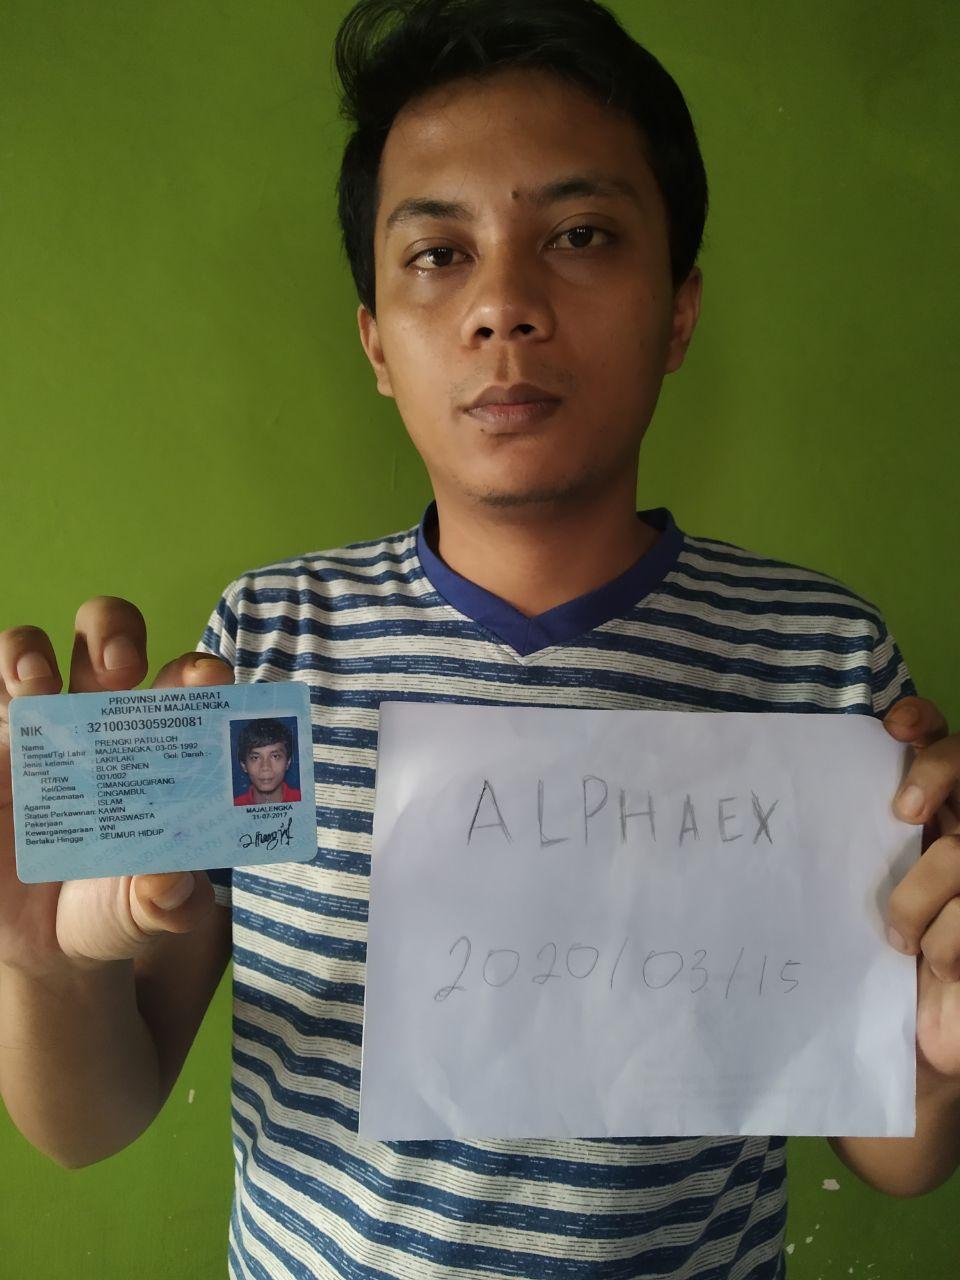 PROVINSI JAWA BARAT
KABUPATEN MAJALENGKA
NIK : 3210030305920081
Nama : PRENGKI PATULLOH
Tempat/Tgl Lahir : MAJALENGKA, 03-05-1992
Jenis kelamin : LAKI-LAKI Gol. Darah : -
Alamat : BLOK SENEN
RT/RW : 001/002
Kel/Desa : CIMANGGUGIRANG
Kecamatan : CINGAMBUL
Agama : ISLAM
Status Perkawinan: KAWIN
Pekerjaan : WIRASWASTA
Kewarganegaraan : WNI
Berlaku Hingga : SEUMUR HIDUP
MAJALENGKA
31-07-2017
ALPHAEX
2020/03/15